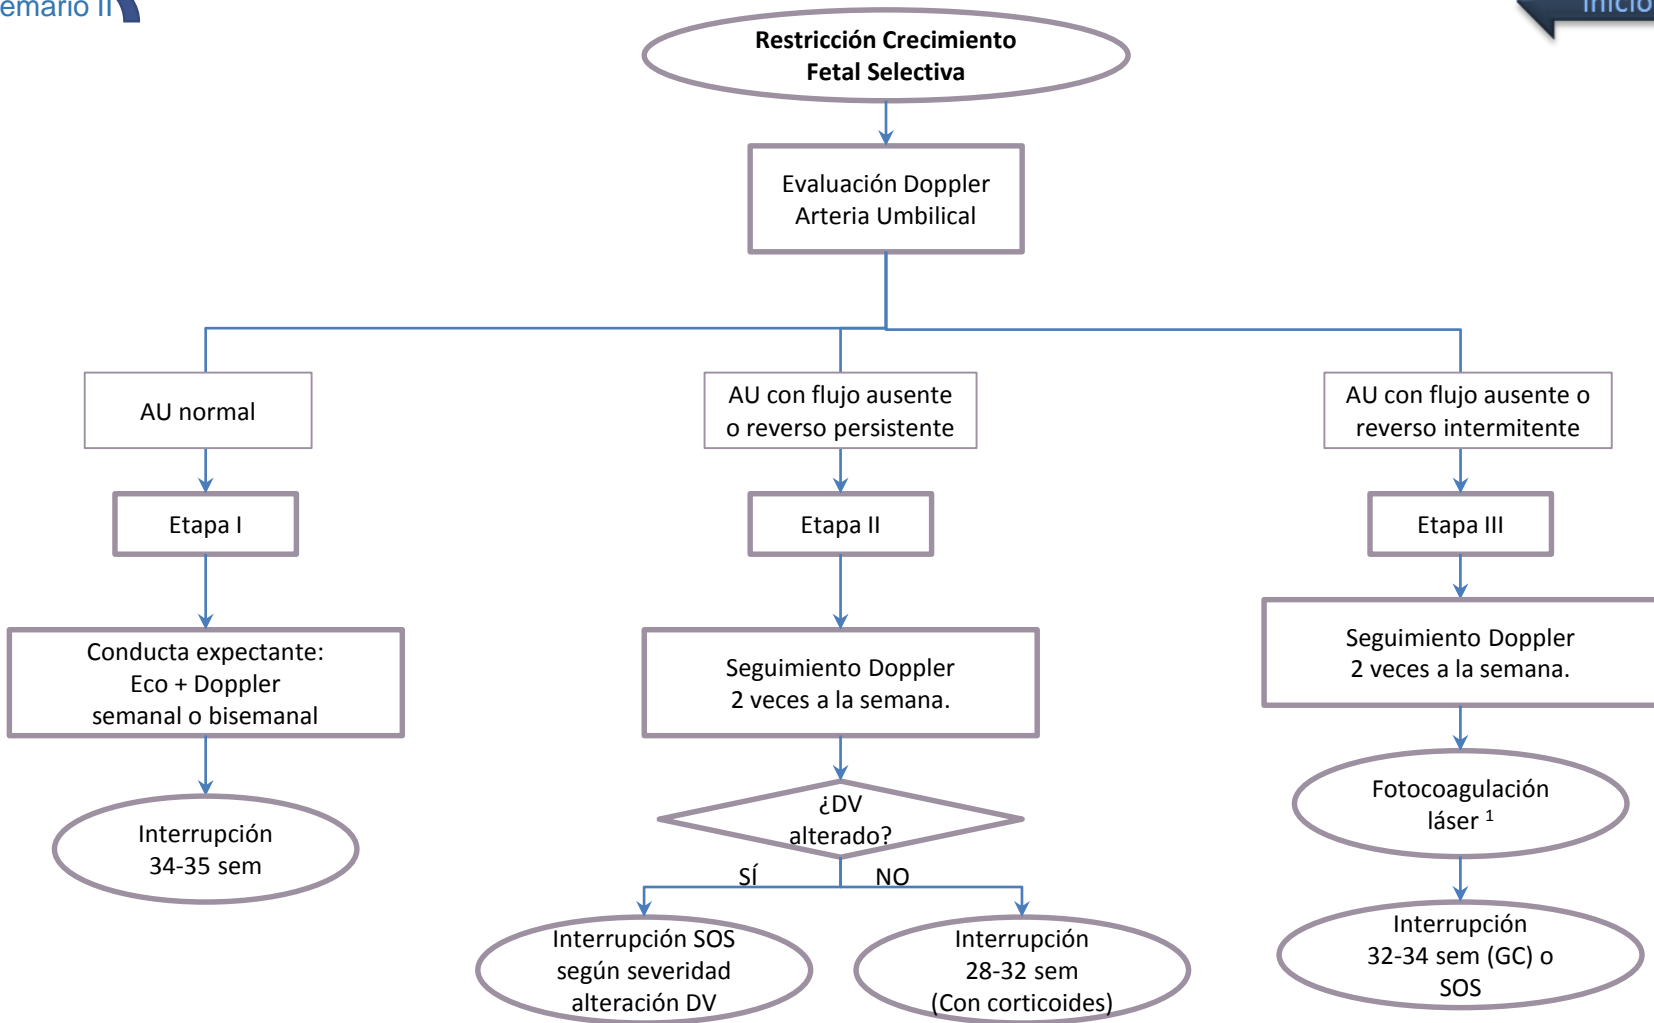 emario II
Inicio
Restricción Crecimiento
Fetal Selectiva
Evaluación Doppler
Arteria Umbilical
AU normal
AU con flujo ausente
o reverso persistente
AU con flujo ausente o
reverso intermitente
Etapa I
Etapa II
Etapa III
Conducta expectante:
Eco + Doppler
semanal o bisemanal
Seguimiento Doppler
2 veces a la semana.
Seguimiento Doppler
2 veces a la semana.
¿DV
alterado?
Fotocoagulación
láser 1
Interrupción
34-35 sem
SÍ
NO
Interrupción SOS
según severidad
alteración DV
Interrupción
28-32 sem
(Con corticoides)
Interrupción
32-34 sem (GC) o
SOS